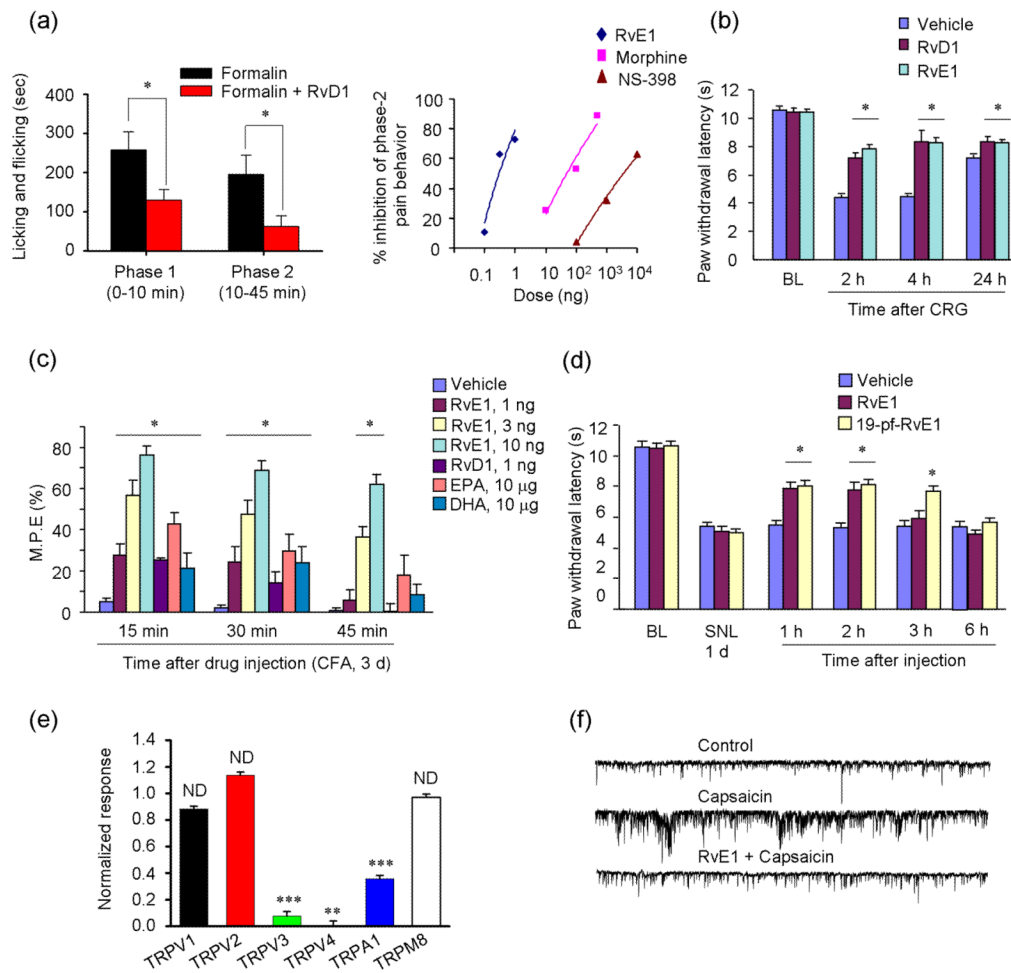 (a)
Formalin
Formalin + RvD1
Licking and flicking (sec)
400
300
200
100
0
*
*
Phase 1
(0-10 min)
Phase 2
(10-45 min)
RvE1
Morphine
NS-398
% inhibition of phase-2
pain behavior
100
80
60
40
20
0
0.1 1 10 10² 10³ 10⁴
Dose (ng)
(b)
Vehicle
RvD1
RvE1
Paw withdrawal latency (s)
12
10
8
6
4
2
0
* * *
BL 2 h 4 h 24 h
Time after CRG
(c)
Vehicle
RvE1, 1 ng
RvE1, 3 ng
RvE1, 10 ng
RvD1, 1 ng
EPA, 10 µg
DHA, 10 µg
M.P.E (%)
80
60
40
20
0
* * *
15 min 30 min 45 min
Time after drug injection (CFA, 3 d)
(d)
Vehicle
RvE1
19-pf-RvE1
Paw withdrawal latency (s)
12
10
8
6
4
2
0
* * *
BL SNL 1 h 2 h 3 h 6 h
1 d
Time after injection
(e)
Normalized response
1.4
1.2
1.0
0.8
0.6
0.4
0.2
0.0
ND ND *** ** *** ND
TRPV1 TRPV2 TRPV3 TRPV4 TRPA1 TRPM8
(f)
Control
Capsaicin
RvE1 + Capsaicin